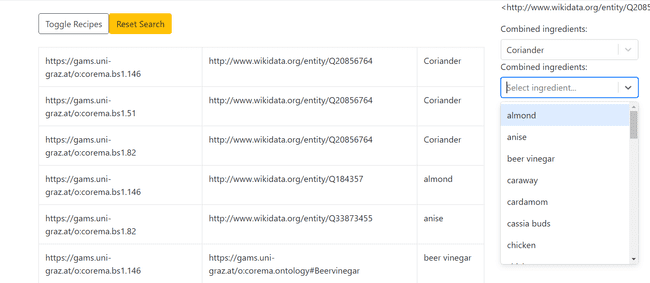 Toggle Recipes Reset Search
https://gams.uni-
graz.at/o:corema.bs1.146
http://www.wikidata.org/entity/Q20856764
Coriander
https://gams.uni-
graz.at/o:corema.bs1.51
http://www.wikidata.org/entity/Q20856764
Coriander
https://gams.uni-
graz.at/o:corema.bs1.82
http://www.wikidata.org/entity/Q20856764
Coriander
https://gams.uni-
graz.at/o:corema.bs1.146
http://www.wikidata.org/entity/Q184357
almond
https://gams.uni-
graz.at/o:corema.bs1.82
http://www.wikidata.org/entity/Q33873455
anise
https://gams.uni-
graz.at/o:corema.bs1.146
https://gams.uni-
graz.at/o:corema.ontology#Beervinegar
beer vinegar
<http://www.wikidata.org/entity/Q2085
Combined ingredients:
Coriander
Combined ingredients:
Select ingredient...
almond
anise
beer vinegar
caraway
cardamom
cassia buds
chicken